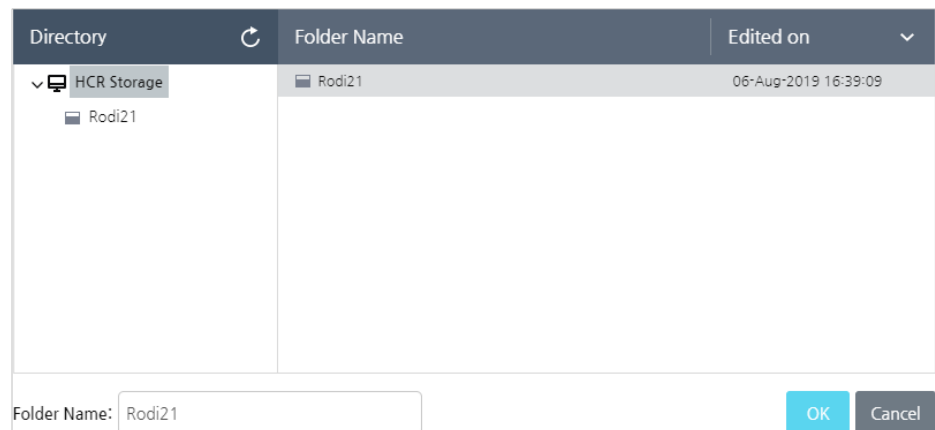 Directory Folder Name Edited on
HCR Storage Rodi21 06-Aug-2019 16:39:09
Rodi21
Folder Name: Rodi21 OK Cancel